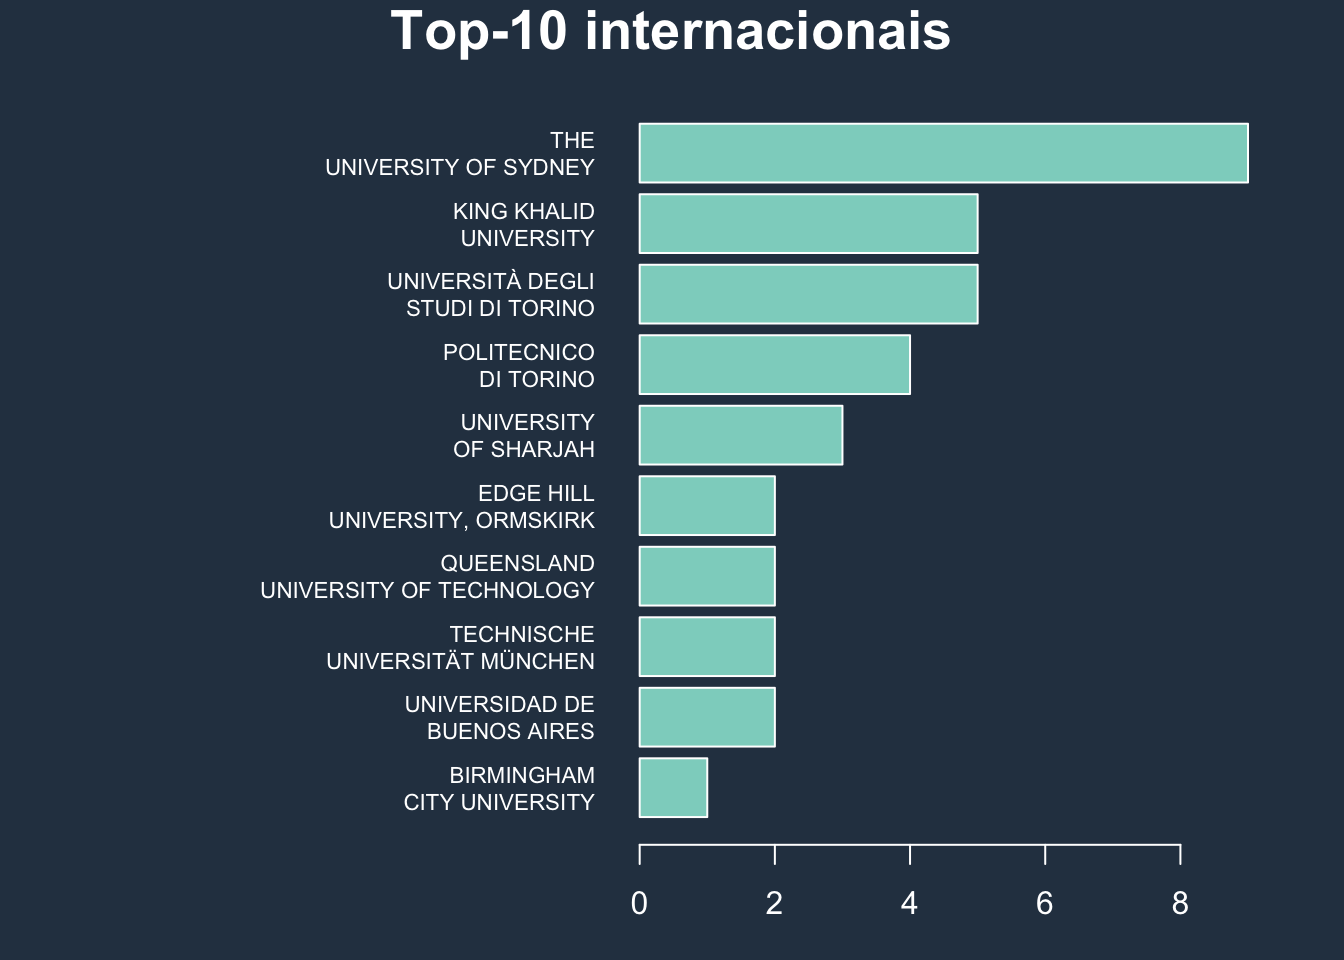 Top-10 internacionais
THE
UNIVERSITY OF SYDNEY
KING KHALID
UNIVERSITY
UNIVERSITÀ DEGLI
STUDI DI TORINO
POLITECNICO
DI TORINO
UNIVERSITY
OF SHARJAH
EDGE HILL
UNIVERSITY, ORMSKIRK
QUEENSLAND
UNIVERSITY OF TECHNOLOGY
TECHNISCHE
UNIVERSITÄT MÜNCHEN
UNIVERSIDAD DE
BUENOS AIRES
BIRMINGHAM
CITY UNIVERSITY
0 2 4 6 8